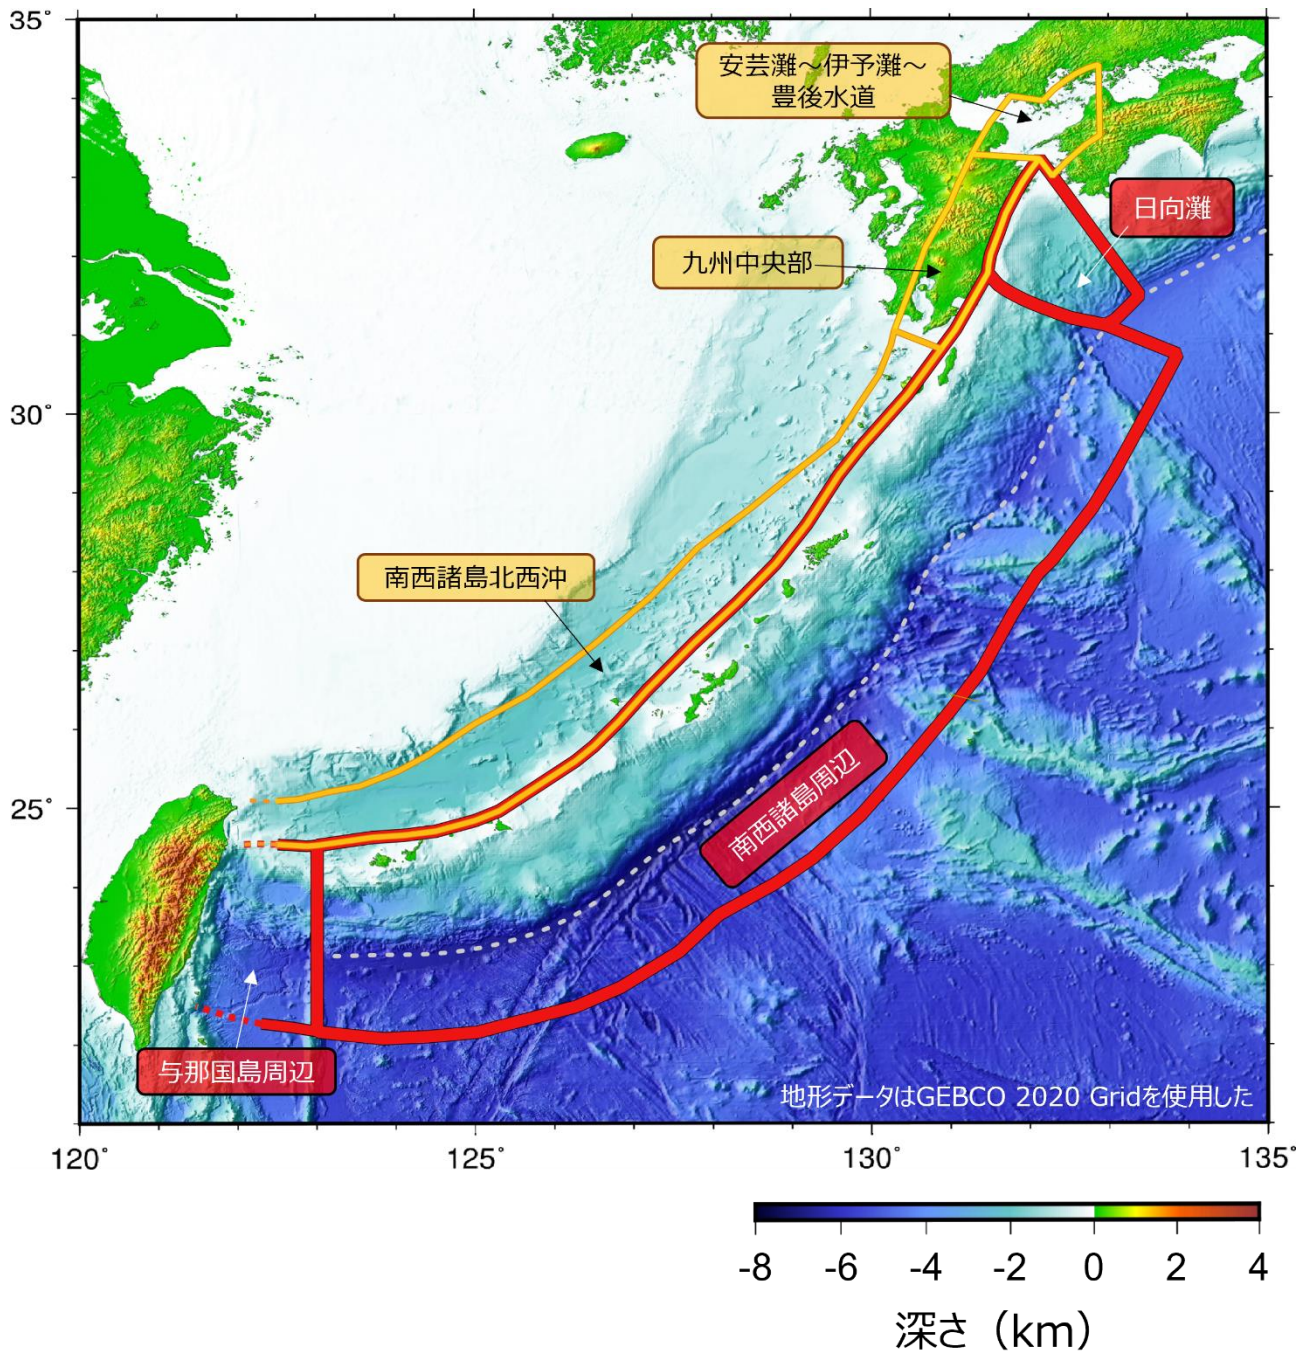 35°
安芸灘～伊予灘～
豊後水道
日向灘
九州中央部
30°
南西諸島北西沖
25°
南西諸島周辺
与那国島周辺
地形データはGEBCO 2020 Gridを使用した
120°
125°
130°
135°
-8 -6 -4 -2 0 2 4
深さ（km）